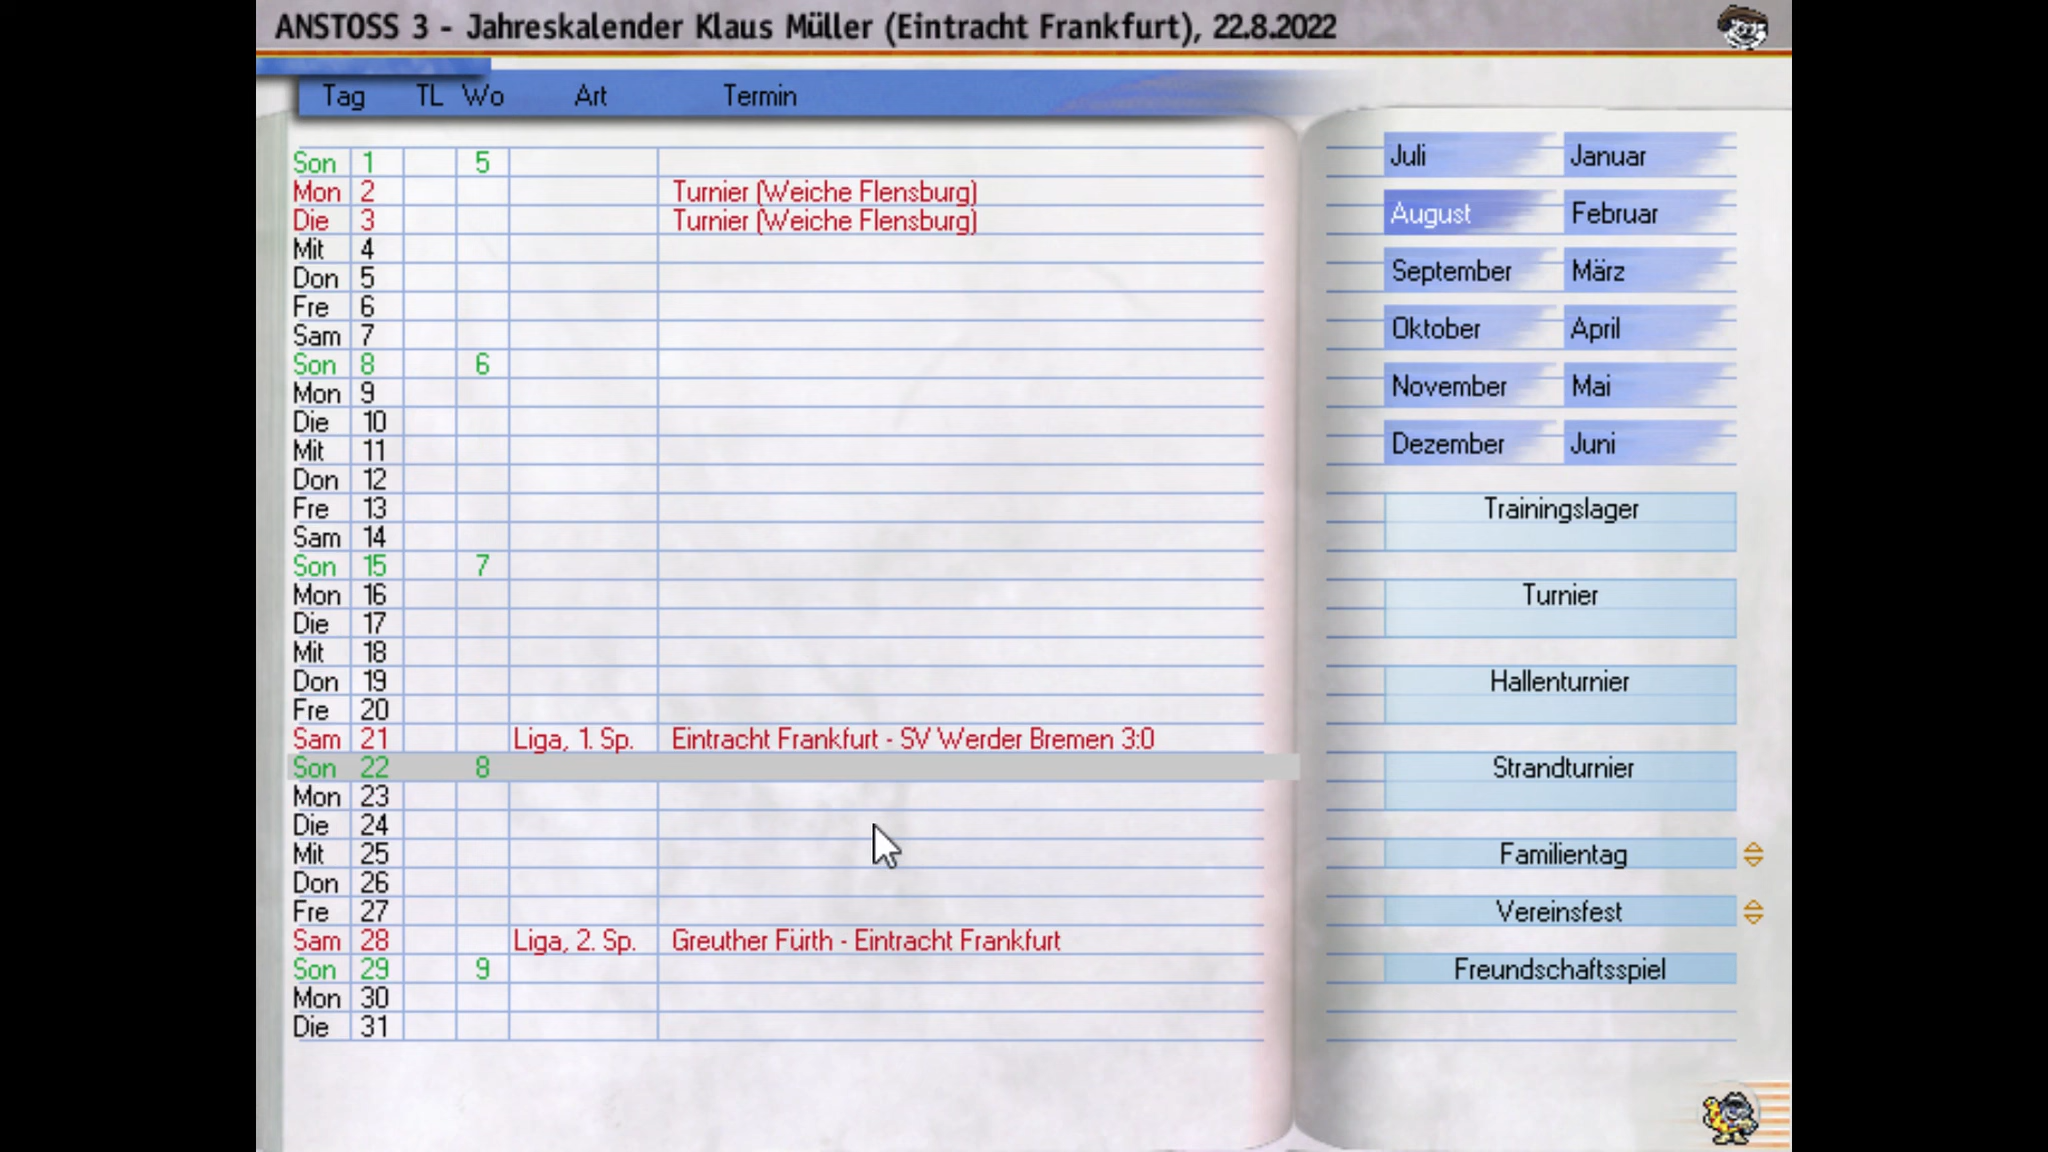 ANSTOSS 3 - Jahreskalender Klaus Müller (Eintracht Frankfurt), 22.8.2022
Tag TL Wo Art Termin
Son 1 5
Mon 2 Turnier (Weiche Flensburg)
Die 3 Turnier (Weiche Flensburg)
Mit 4
Don 5
Fre 6
Sam 7
Son 8 6
Mon 9
Die 10
Mit 11
Don 12
Fre 13
Sam 14
Son 15 7
Mon 16
Die 17
Mit 18
Don 19
Fre 20
Sam 21 Liga, 1. Sp. Eintracht Frankfurt - SV Werder Bremen 3:0
Son 22 8
Mon 23
Die 24
Mit 25
Don 26
Fre 27
Sam 28 Liga, 2. Sp. Greuther Fürth - Eintracht Frankfurt
Son 29 9
Mon 30
Die 31
Juli Januar
August Februar
September März
Oktober April
November Mai
Dezember Juni
Trainingslager
Turnier
Hallenturnier
Strandturnier
Familientag
Vereinsfest
Freundschaftsspiel